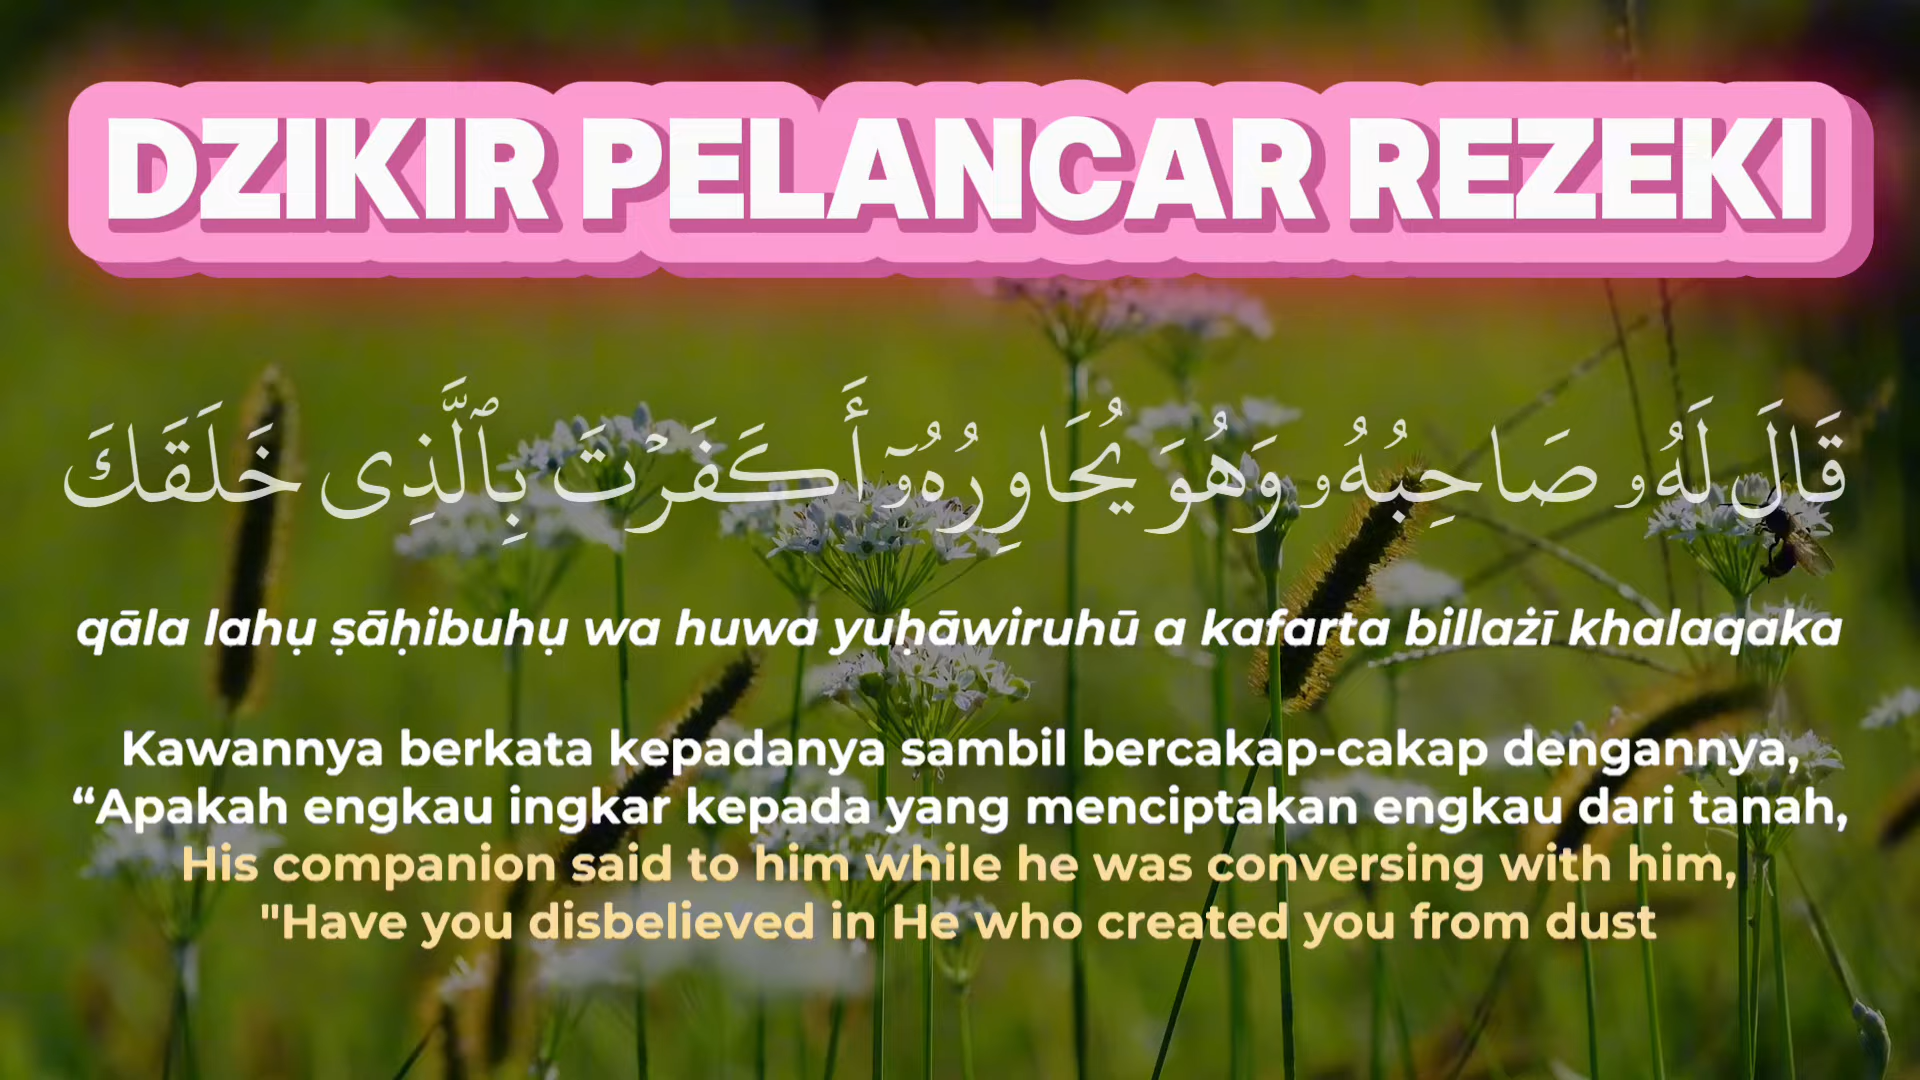 DZIKIR PELANCAR REZEKI
قَالَ لَهُۥ صَاحِبُهُۥ وَهُوَ يُحَاوِرُهُۥٓ أَكَفَرْتَ بِٱلَّذِى خَلَقَكَ
qāla lahụ ṣāḥibuhụ wa huwa yuḥāwiruhū a kafarta billażī khalaqaka
Kawannya berkata kepadanya sambil bercakap-cakap dengannya,
“Apakah engkau ingkar kepada yang menciptakan engkau dari tanah,
His companion said to him while he was conversing with him,
"Have you disbelieved in He who created you from dust